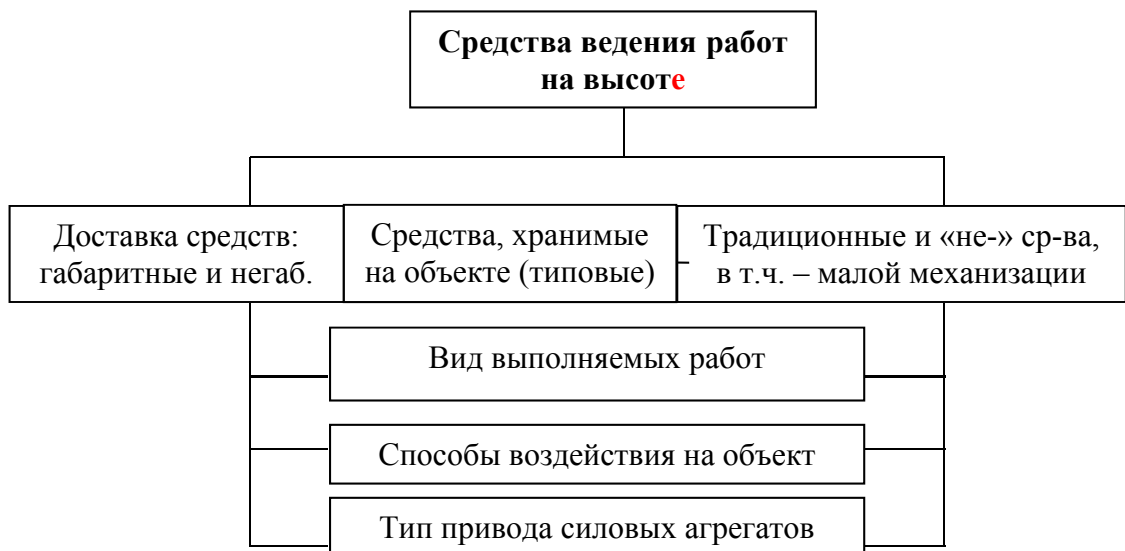 Средства ведения работ
на высоте
Доставка средств:
габаритные и негаб.
Средства, хранимые
на объекте (типовые)
Традиционные и «не-» ср-ва,
в т.ч. – малой механизации
Вид выполняемых работ
Способы воздействия на объект
Тип привода силовых агрегатов